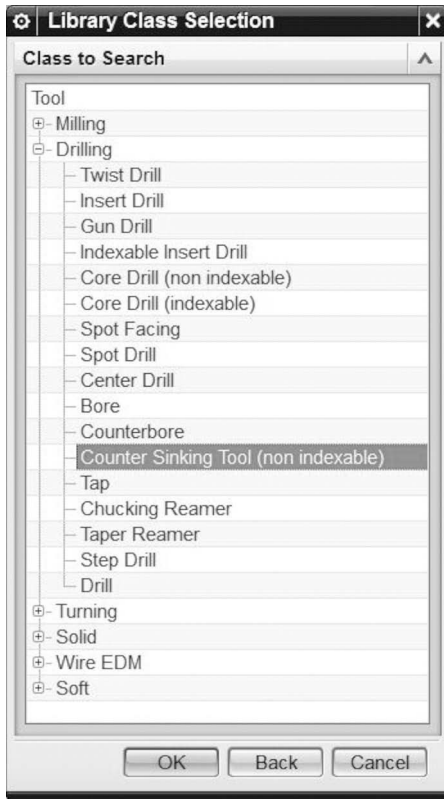 Library Class Selection
Class to Search
Tool
Milling
Drilling
Twist Drill
Insert Drill
Gun Drill
Indexable Insert Drill
Core Drill (non indexable)
Core Drill (indexable)
Spot Facing
Spot Drill
Center Drill
Bore
Counterbore
Counter Sinking Tool (non indexable)
Tap
Chucking Reamer
Taper Reamer
Step Drill
Drill
Turning
Solid
Wire EDM
Soft
OK Back Cancel